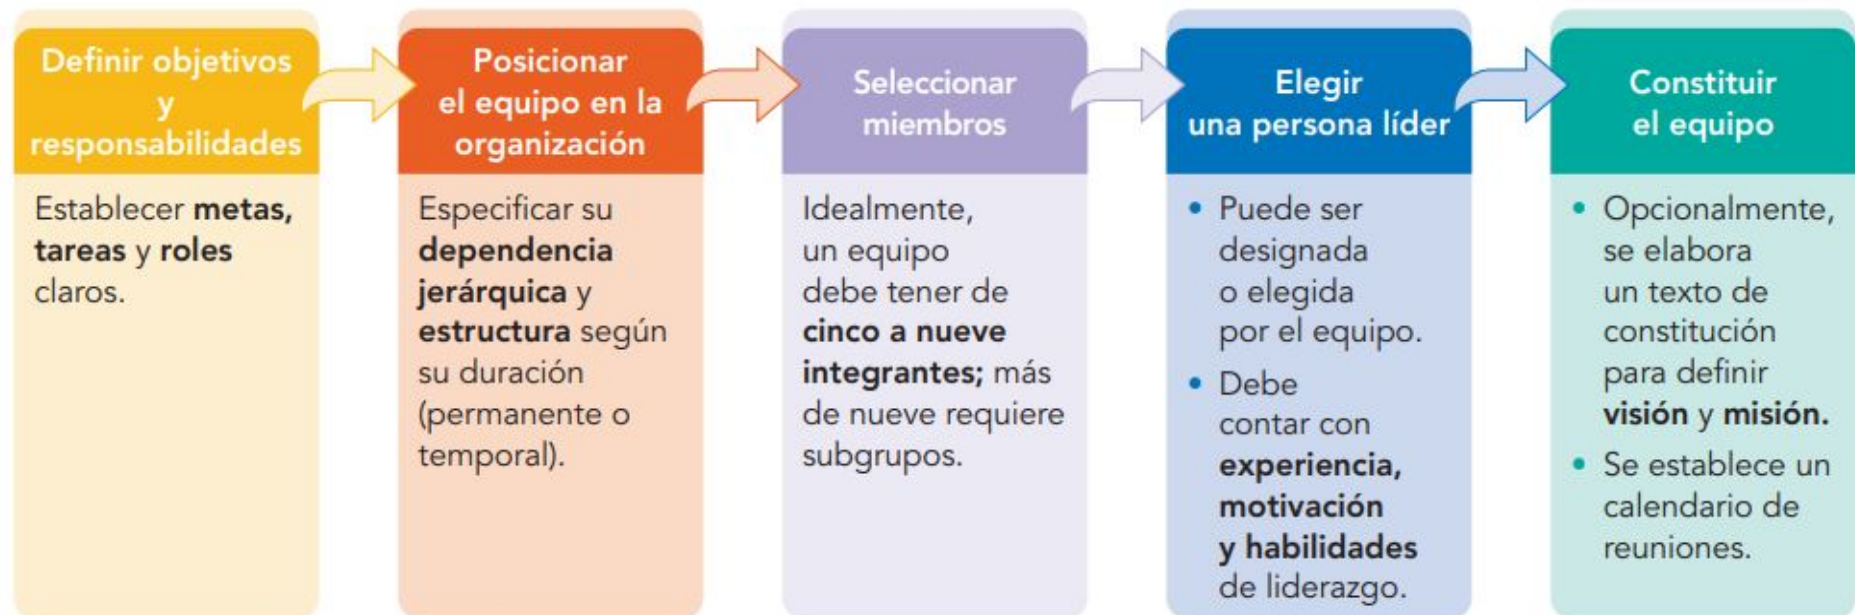 Definir objetivos
y
responsabilidades
Establecer metas,
tareas y roles
claros.
Posicionar
el equipo en la
organización
Especificar su
dependencia
jerárquica y
estructura según
su duración
(permanente o
temporal).
Seleccionar
miembros
Idealmente,
un equipo
debe tener de
cinco a nueve
integrantes; más
de nueve requiere
subgrupos.
Elegir
una persona líder
• Puede ser
designada
o elegida
por el equipo.
• Debe
contar con
experiencia,
motivación
y habilidades
de liderazgo.
Constituir
el equipo
• Opcionalmente,
se elabora
un texto de
constitución
para definir
visión y misión.
• Se establece un
calendario de
reuniones.